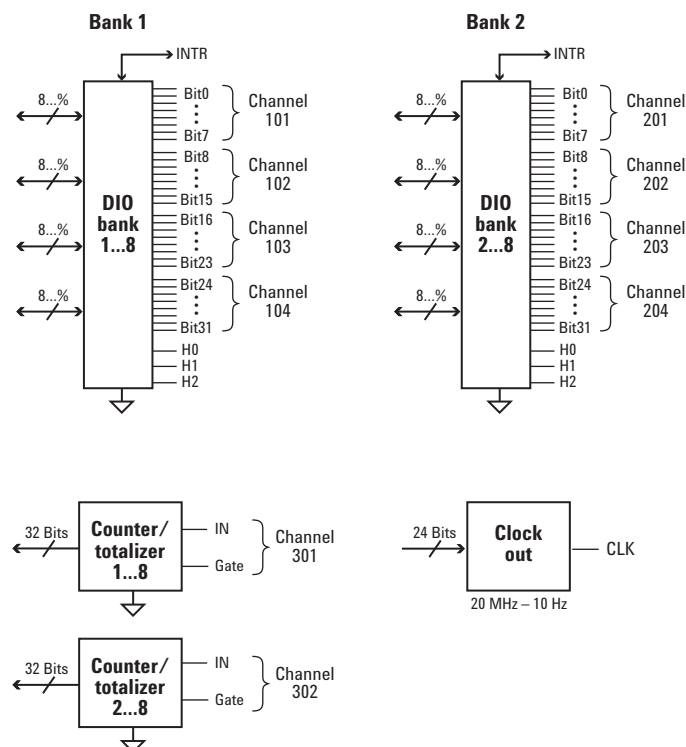 Bank 1
INTR
8...%
8...%
8...%
8...%
DIO
bank
1...8
Bit0
Bit7
Channel
101
Bit8
Bit15
Channel
102
Bit16
Bit23
Channel
103
Bit24
Bit31
Channel
104
H0
H1
H2
Bank 2
INTR
8...%
8...%
8...%
8...%
DIO
bank
2...8
Bit0
Bit7
Channel
201
Bit8
Bit15
Channel
202
Bit16
Bit23
Channel
203
Bit24
Bit31
Channel
204
H0
H1
H2
32 Bits
Counter/
totalizer
1...8
IN
Gate
Channel
301
24 Bits
Clock
out
CLK
20 MHz – 10 Hz
32 Bits
Counter/
totalizer
2...8
IN
Gate
Channel
302